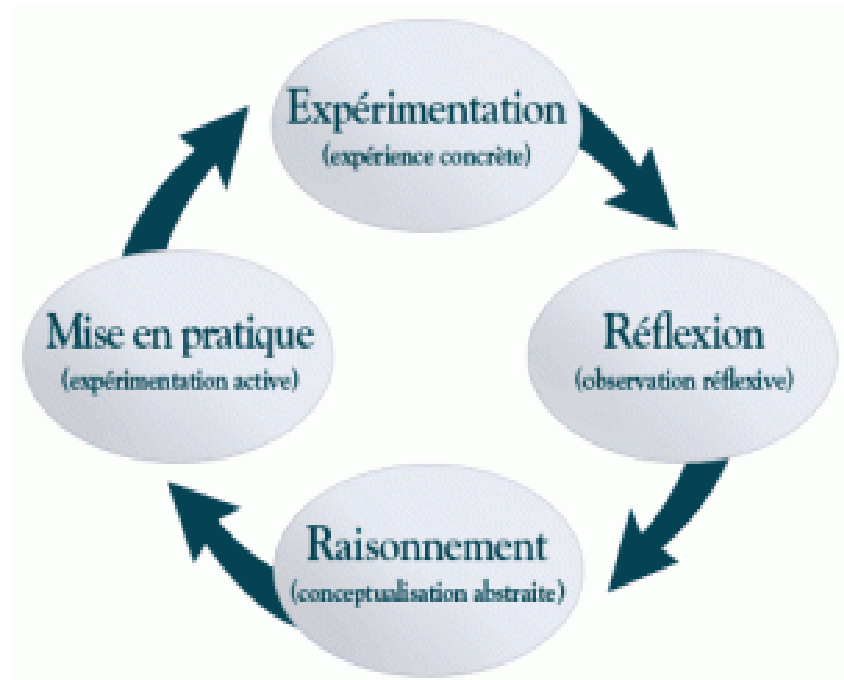 Expérimentation
(expérience concrète)
Réflexion
(observation réflexive)
Raisonnement
(conceptualisation abstraite)
Mise en pratique
(expérimentation active)